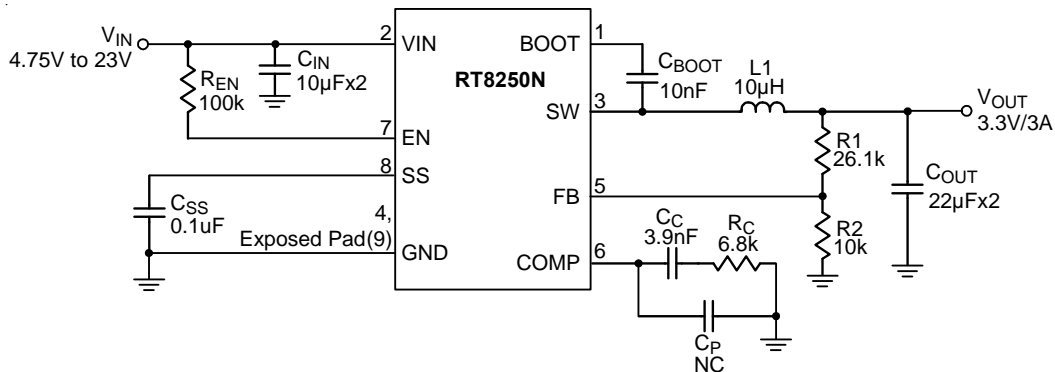 VIN
4.75V to 23V
REN
100k
CIN
10µFx2
2
VIN
7
EN
8
SS
CSS
0.1uF
4,
Exposed Pad(9)
GND
RT8250N
BOOT
1
CBOOT
10nF
L1
10µH
SW
3
VOUT
3.3V/3A
R1
26.1k
COUT
22µFx2
FB
5
R2
10k
CC
3.9nF
RC
6.8k
COMP
6
CP
NC